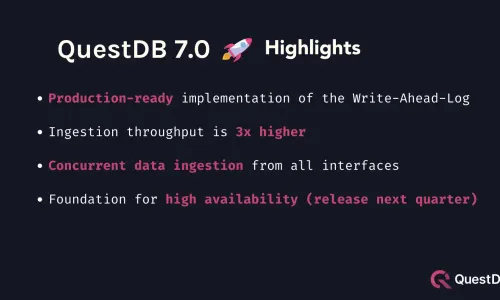 QuestDB 7.0 🚀 Highlights
• Production-ready implementation of the Write-Ahead-Log
• Ingestion throughput is 3x higher
• Concurrent data ingestion from all interfaces
• Foundation for high availability (release next quarter)
QuestD